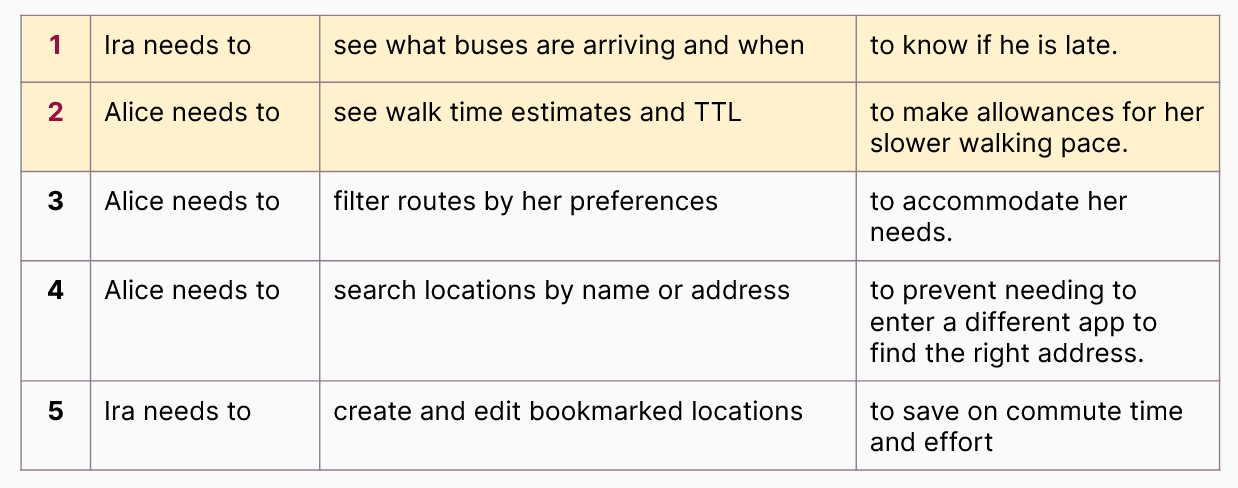 1 Ira needs to see what buses are arriving and when to know if he is late.
2 Alice needs to see walk time estimates and TTL to make allowances for her
slower walking pace.
3 Alice needs to filter routes by her preferences to accommodate her
needs.
4 Alice needs to search locations by name or address to prevent needing to
enter a different app to
find the right address.
5 Ira needs to create and edit bookmarked locations to save on commute time
and effort